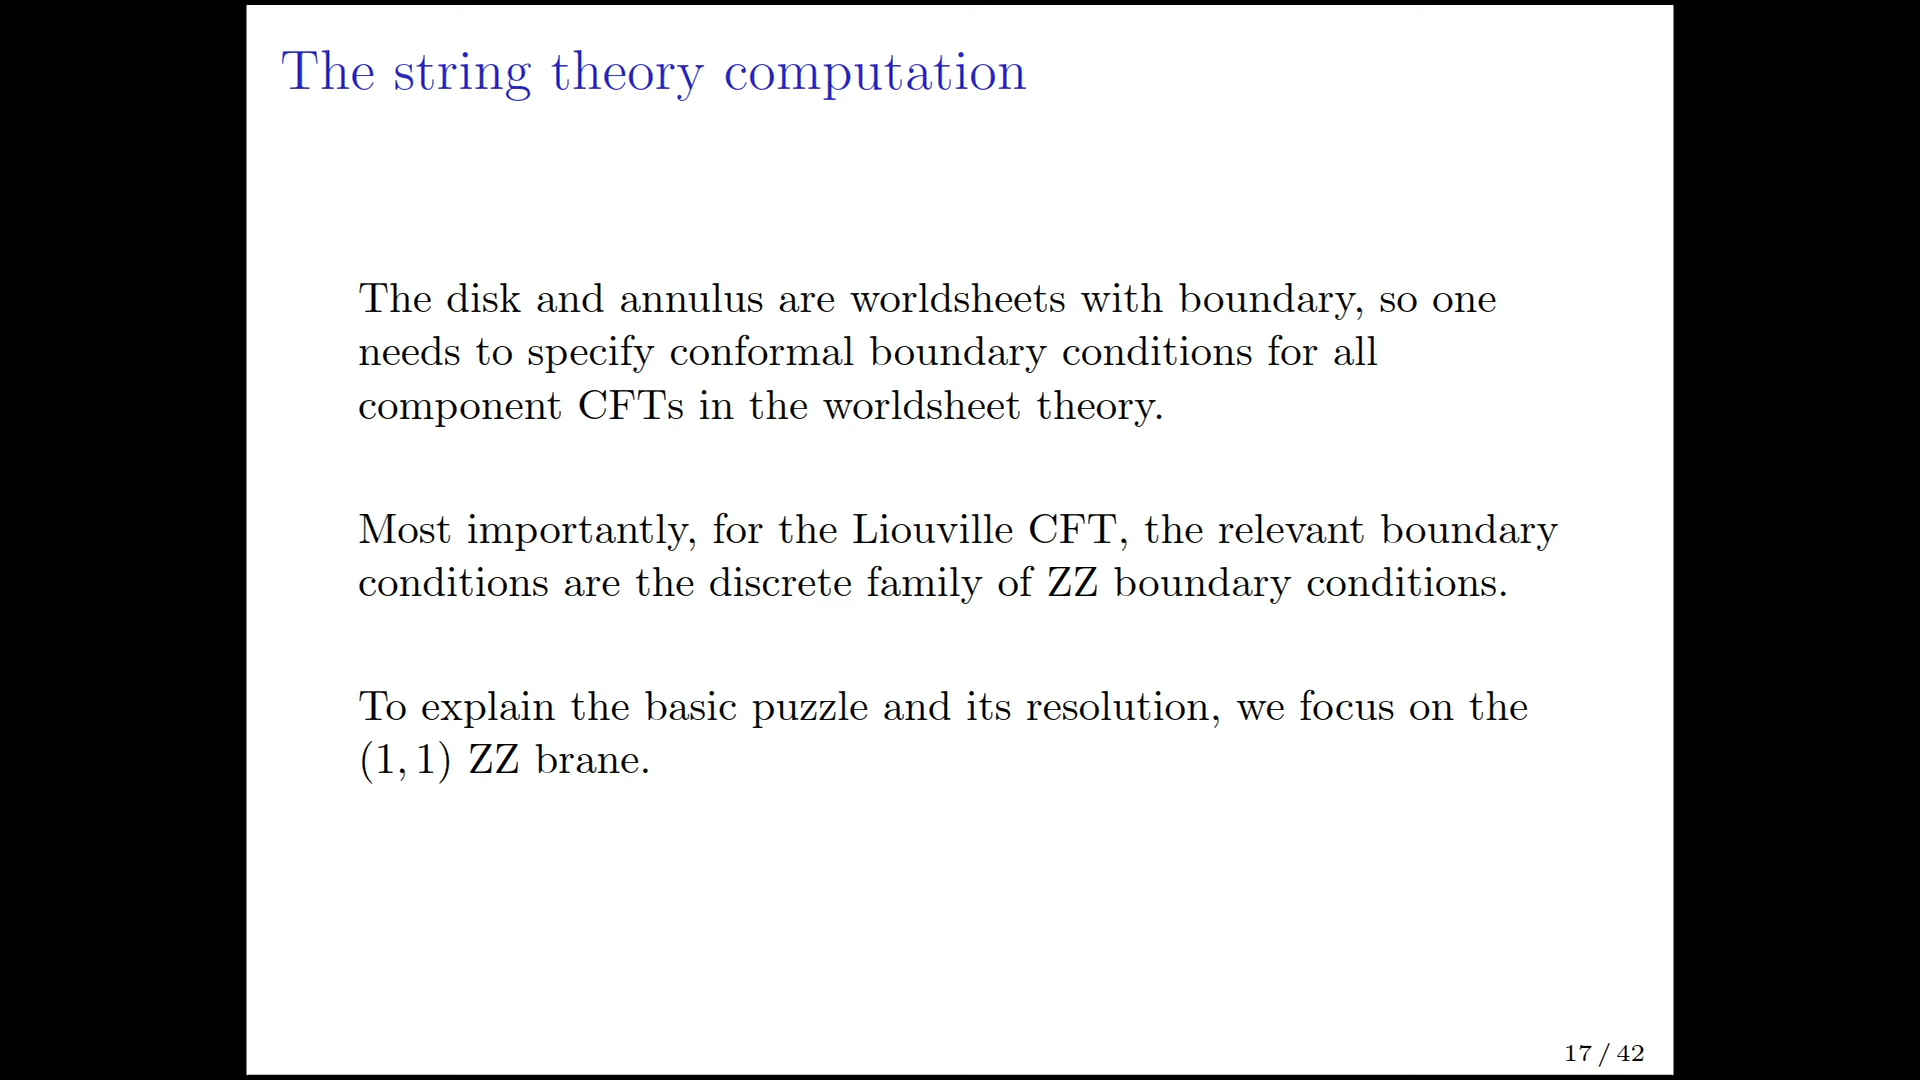 The string theory computation
The disk and annulus are worldsheets with boundary, so one
needs to specify conformal boundary conditions for all
component CFTs in the worldsheet theory.
Most importantly, for the Liouville CFT, the relevant boundary
conditions are the discrete family of ZZ boundary conditions.
To explain the basic puzzle and its resolution, we focus on the
(1, 1) ZZ brane.
17 / 42